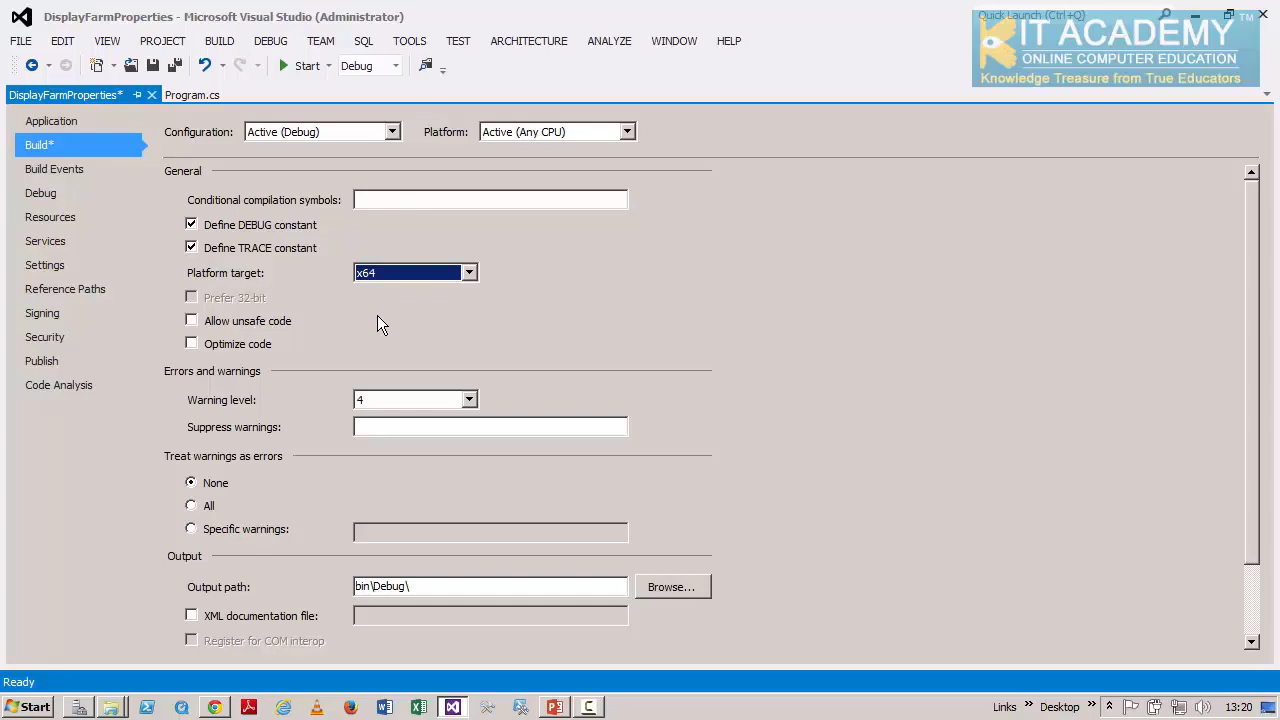 DisplayFarmProperties - Microsoft Visual Studio (Administrator)
Quick Launch (Ctrl+Q)
FILE EDIT VIEW PROJECT BUILD DEBUG TEAM SQL TOOLS TEST ARCHITECTURE ANALYZE WINDOW HELP
KIT ACADEMY TM
ONLINE COMPUTER EDUCATION
Knowledge Treasure from True Educators
Start Debug
DisplayFarmProperties* Program.cs
Application
Build*
Build Events
Debug
Resources
Services
Settings
Reference Paths
Signing
Security
Publish
Code Analysis
Configuration: Active (Debug) Platform: Active (Any CPU)
General
Conditional compilation symbols:
Define DEBUG constant
Define TRACE constant
Platform target: x64
Prefer 32-bit
Allow unsafe code
Optimize code
Errors and warnings
Warning level: 4
Suppress warnings:
Treat warnings as errors
None
All
Specific warnings:
Output
Output path: bin\Debug\ Browse...
XML documentation file:
Register for COM interop
Ready
Start Links » Desktop » 13:20